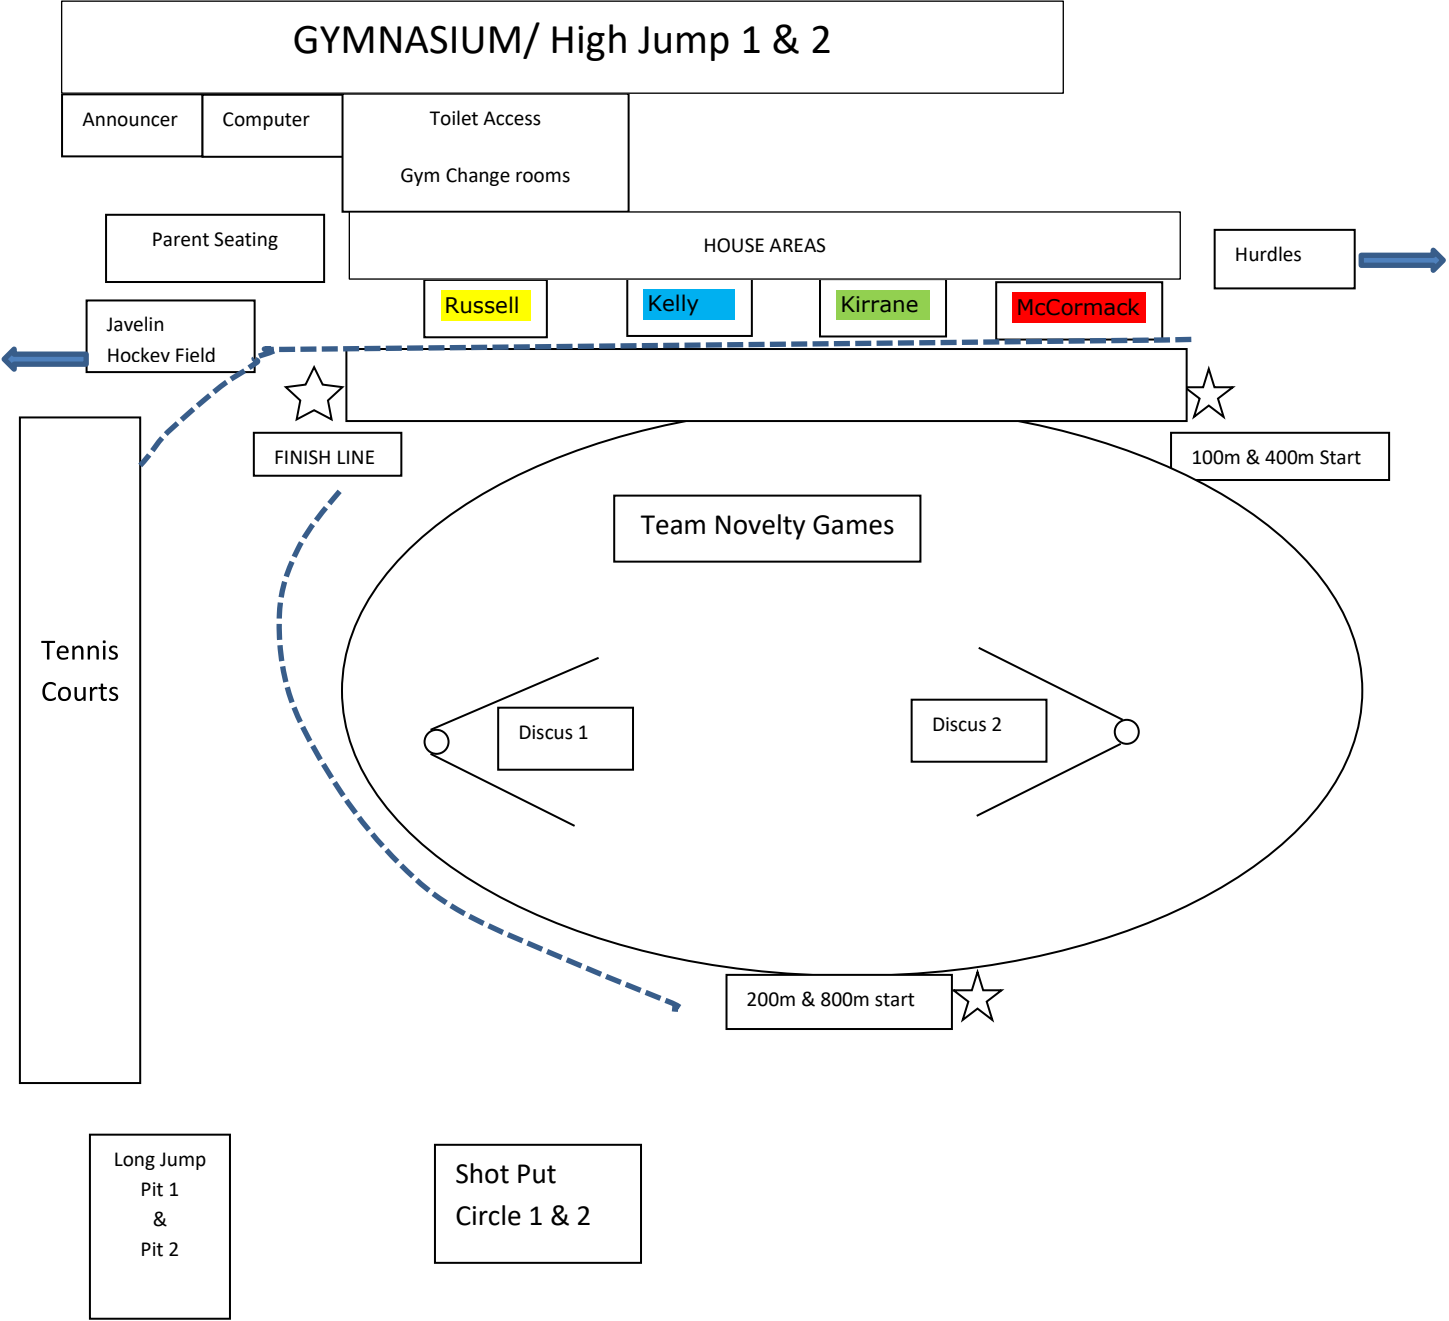 GYMNASIUM/ High Jump 1 & 2
Announcer
Computer
Toilet Access
Gym Change rooms
Parent Seating
HOUSE AREAS
Hurdles
Russell
Kelly
Kirrane
McCormack
Javelin
Hockey Field
FINISH LINE
100m & 400m Start
Team Novelty Games
Tennis
Courts
Discus 1
Discus 2
200m & 800m start
Long Jump
Pit 1
&
Pit 2
Shot Put
Circle 1 & 2